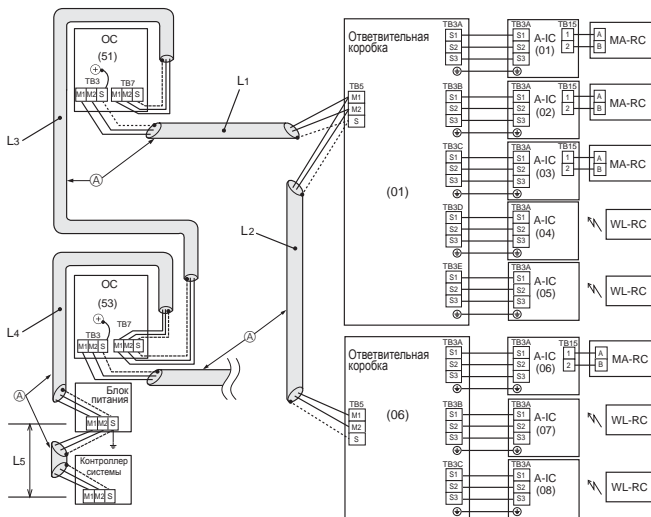 OC
(51)
TB3 TB7
M1 M2 S M1 M2 S
L1
L3
A
L2
OC
(53)
TB3 TB7
M1 M2 S M1 M2 S
L4
A
A
Блок
питания
M1 M2 S
L5
Контроллер
системы
M1 M2 S
Ответвительная
коробка
TB5
M1
M2
S
(01)
TB3A
S1
S2
S3
TB3A
S1
S2
S3
A-IC
(01)
TB15
1
2
A
B
MA-RC
TB3B
S1
S2
S3
TB3A
S1
S2
S3
A-IC
(02)
TB15
1
2
A
B
MA-RC
TB3C
S1
S2
S3
TB3A
S1
S2
S3
A-IC
(03)
TB15
1
2
A
B
MA-RC
TB3D
S1
S2
S3
TB3A
S1
S2
S3
A-IC
(04)
WL-RC
TB3E
S1
S2
S3
TB3A
S1
S2
S3
A-IC
(05)
WL-RC
Ответвительная
коробка
TB5
M1
M2
S
(06)
TB3A
S1
S2
S3
TB3A
S1
S2
S3
A-IC
(06)
TB15
1
2
A
B
MA-RC
TB3B
S1
S2
S3
TB3A
S1
S2
S3
A-IC
(07)
WL-RC
TB3C
S1
S2
S3
TB3A
S1
S2
S3
A-IC
(08)
WL-RC